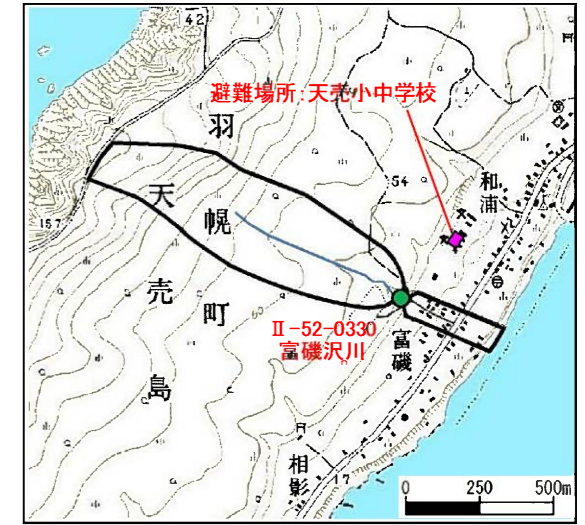 42
避難場所:天売小中学校
羽幌町
天売島
54
和浦
157
Ⅱ-52-0330
富磯沢川
富磯
相影
17
0 250 500m